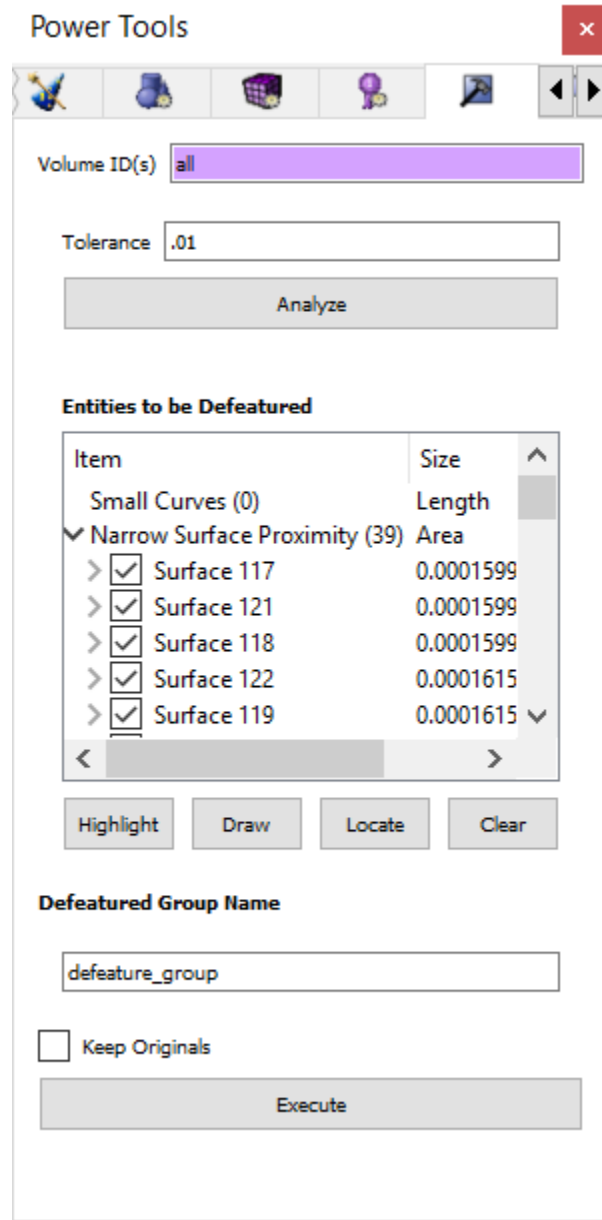 Power Tools
Volume ID(s) all
Tolerance .01
Analyze
Entities to be Defeatured
Item Size
Small Curves (0) Length
Narrow Surface Proximity (39) Area
Surface 117 0.0001599
Surface 121 0.0001599
Surface 118 0.0001599
Surface 122 0.0001615
Surface 119 0.0001615
Highlight Draw Locate Clear
Defeatured Group Name
defeature_group
Keep Originals
Execute